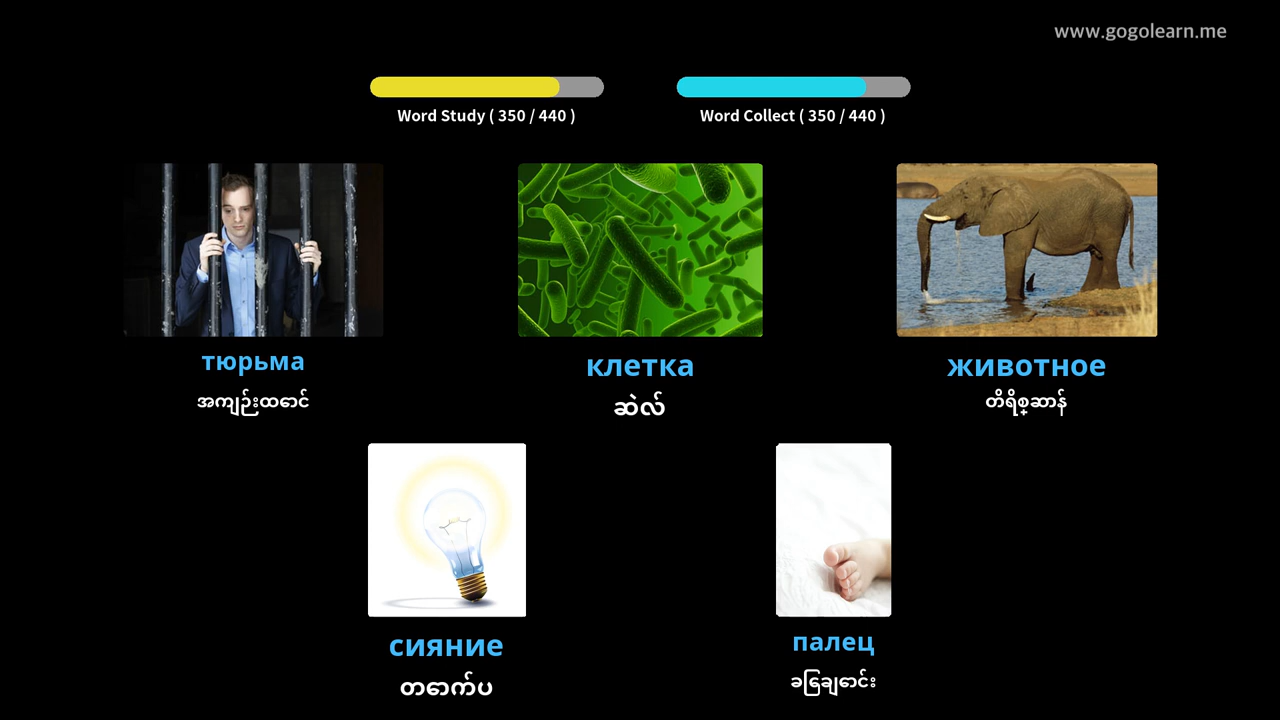 www.gogolearn.me
Word Study ( 350 / 440 )
Word Collect ( 350 / 440 )
тюрьма
клетка
животное
အကျဉ်းထောင်
ဆဲလ်
တိရိစ္ဆာန်
сияние
палец
တောက်ပ
ခြေချောင်း